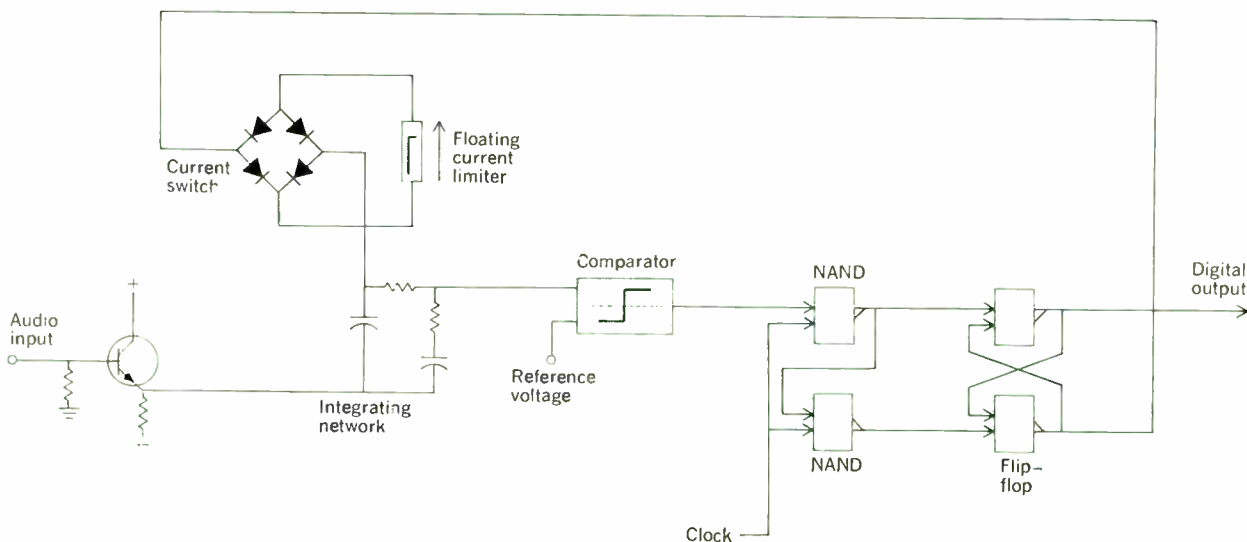 Current
switch
Floating
current
limiter
Audio
input
+
Integrating
network
Comparator
Reference
voltage
NAND
NAND
Clock
Flip-
flop
Digital
output